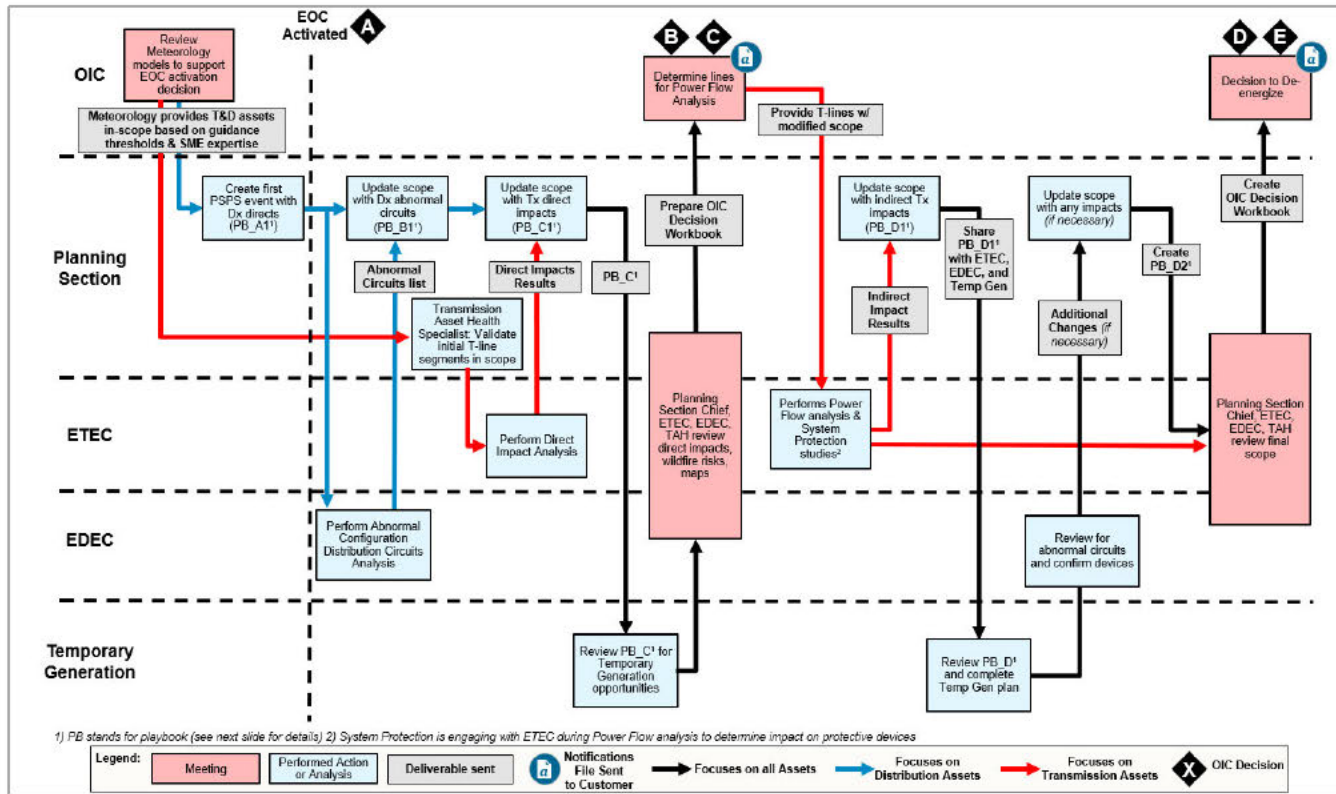 EOC
Activated
A
B
C
D
E
OIC
Review
Meteorology
models to support
EOC activation
decision
Meteorology provides T&D assets
in-scope based on guidance
thresholds & SME expertise
Determine lines
for Power Flow
Analysis
a
Provide T-lines w/
modified scope
Decision to De-
energize
a
Planning
Section
Create first
PSPS event with
Dx directs
(PB_A1¹)
Update scope
with Dx abnormal
circuits
(PB_B1¹)
Update scope
with Tx direct
impacts
(PB_C1¹)
Prepare OIC
Decision
Workbook
Update scope
with indirect Tx
impacts
(PB_D1¹)
Update scope
with any impacts
(if necessary)
Create
OIC Decision
Workbook
Abnormal
Circuits list
Direct Impacts
Results
PB_C¹
Share
PB_D1¹
with ETEC,
EDEC, and
Temp Gen
Create
PB_D2¹
Transmission
Asset Health
Specialist: Validate
initial T-line
segments in scope
Indirect
Impact
Results
Additional
Changes (if
necessary)
ETEC
Perform Direct
Impact Analysis
Planning
Section Chief,
ETEC, EDEC,
TAH review
direct impacts,
wildfire risks,
maps
Performs Power
Flow analysis &
System
Protection
studies²
Planning Section
Chief, ETEC,
EDEC, TAH
review final
scope
EDEC
Perform Abnormal
Configuration
Distribution Circuits
Analysis
Review for
abnormal circuits
and confirm devices
Temporary
Generation
Review PB_C¹ for
Temporary
Generation
opportunities
Review PB_D¹
and complete
Temp Gen plan
1) PB stands for playbook (see next slide for details) 2) System Protection is engaging with ETEC during Power Flow analysis to determine impact on protective devices
Legend:
Meeting
Performed Action
or Analysis
Deliverable sent
a
Notifications
File Sent
to Customer
Focuses on all Assets
Focuses on
Distribution Assets
Focuses on
Transmission Assets
X
OIC Decision